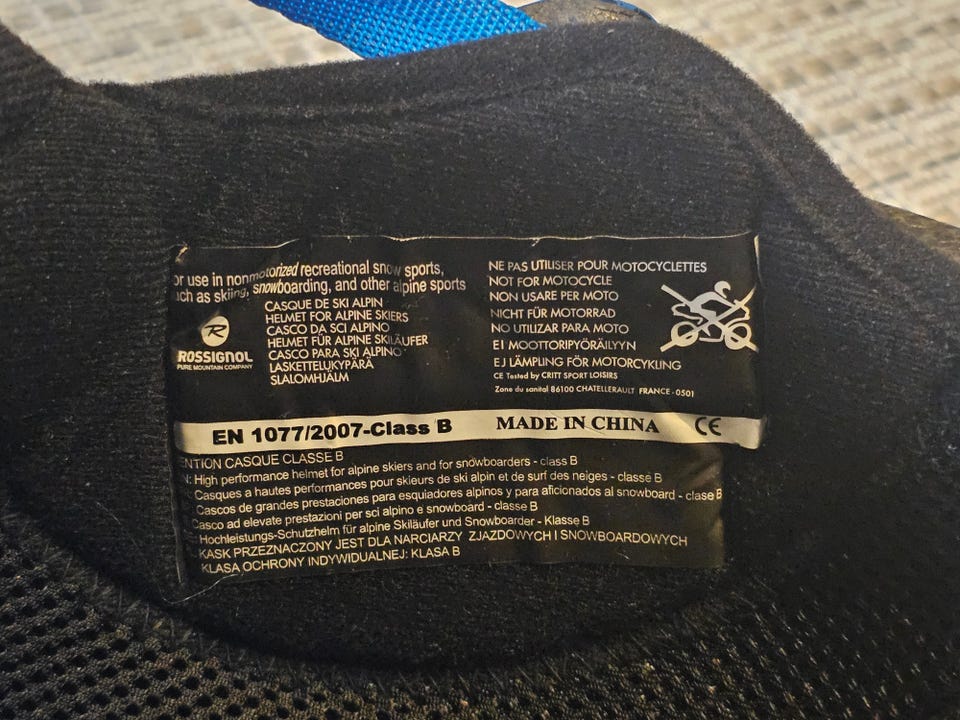 or use in nonmotorized recreational snow sports,
uch as skiing, snowboarding, and other alpine sports
R
ROSSIGNOL
PURE MOUNTAIN COMPANY
CASQUE DE SKI ALPIN
HELMET FOR ALPINE SKIERS
CASCO DA SCI ALPINO
HELMET FÜR ALPINE SKILÄUFER
CASCO PARA SKI ALPINO
LASKETTELUKYPÄRÄ
SLALOMHJÄLM
NE PAS UTILISER POUR MOTOCYCLETTES
NOT FOR MOTOCYCLE
NON USARE PER MOTO
NICHT FÜR MOTORRAD
NO UTILIZAR PARA MOTO
EI MOOTTORIPYÖRÄILYYN
EJ LÄMPLING FÖR MOTORCYKLING
CE Tested by CRITT SPORT LOISIRS
Zone du sanital 86100 CHATELLERAULT FRANCE - 0501
EN 1077/2007-Class B MADE IN CHINA CE
ENTION CASQUE CLASSE B
N: High performance helmet for alpine skiers and for snowboarders - class B
Casques a hautes performances pour skieurs de ski alpin et de surf des neiges - classe B
Cascos de grandes prestaciones para esquiadores alpinos y para aficionados al snowboard - clase B
Casco ad elevate prestazioni per sci alpino e snowboard - classe B
: Hochleistungs-Schutzhelm für alpine Skiläufer und Snowboarder - Klasse B
KASK PRZEZNACZONY JEST DLA NARCIARZY ZJAZDOWYCH I SNOWBOARDOWYCH
KLASA OCHRONY INDYWIDUALNEJ: KLASA B